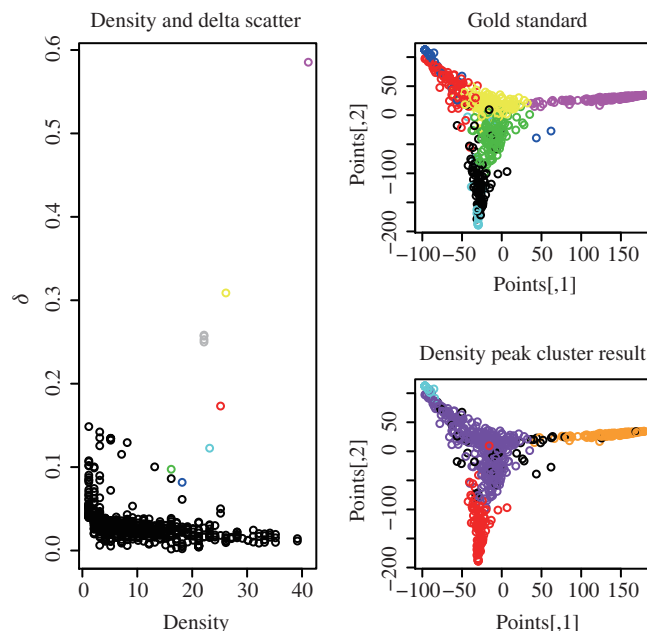 Density and delta scatter
0.6
0.5
0.4
0.3
0.2
0.1
0.0
δ
0 10 20 30 40
Density
Gold standard
50
0
−100
−200
Points[,2]
−100 −50 0 50 100 150
Points[,1]
Density peak cluster result
50
0
−100
−200
Points[,2]
−100 −50 0 50 100 150
Points[,1]